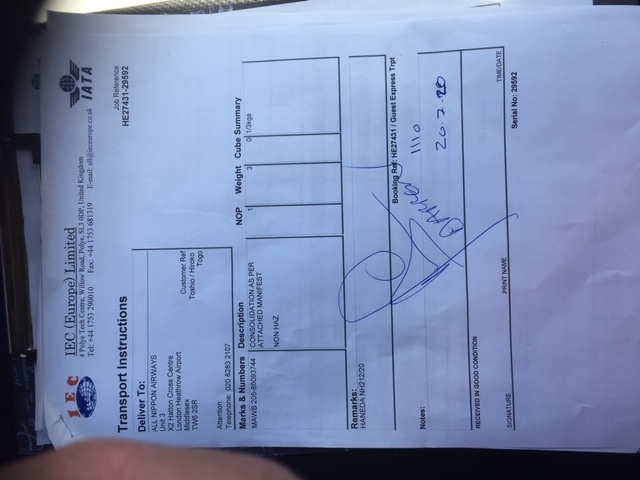 IEC
IEC (Europe) Limited
4 Polye Tech Centre, Willow Road, Polye, SL3 0DP, United Kingdom
Tel: +44 1753 290010 Fax: +44 1753 681319 E-mail: all@ieceurope.co.uk
IATA
Transport Instructions
Job Reference
HE27431-29592
Deliver To:
ALL NIPPON AIRWAYS
Unit 3
X2 Hatton Cross Centre
London Heathrow Airport
Middlesex
TW6 2SR
Customer Ref
Toshio / Hiroko
Togo
Attention:
Telephone: 020 8283 2107
Marks & Numbers Description NOP Weight Cube Summary
MAWB 205-86093744 CONSOLIDATION AS PER 1 3 0 1/3kgs
ATTACHED MANIFEST
NON HAZ
Remarks:
HANEDA NH212/20
Booking Ref: HE27431 / Guest Express Trpt
Notes:
DARREN
1110
20.7.20
RECEIVED IN GOOD CONDITION
SIGNATURE PRINT NAME TIME/DATE
Serial No: 29592